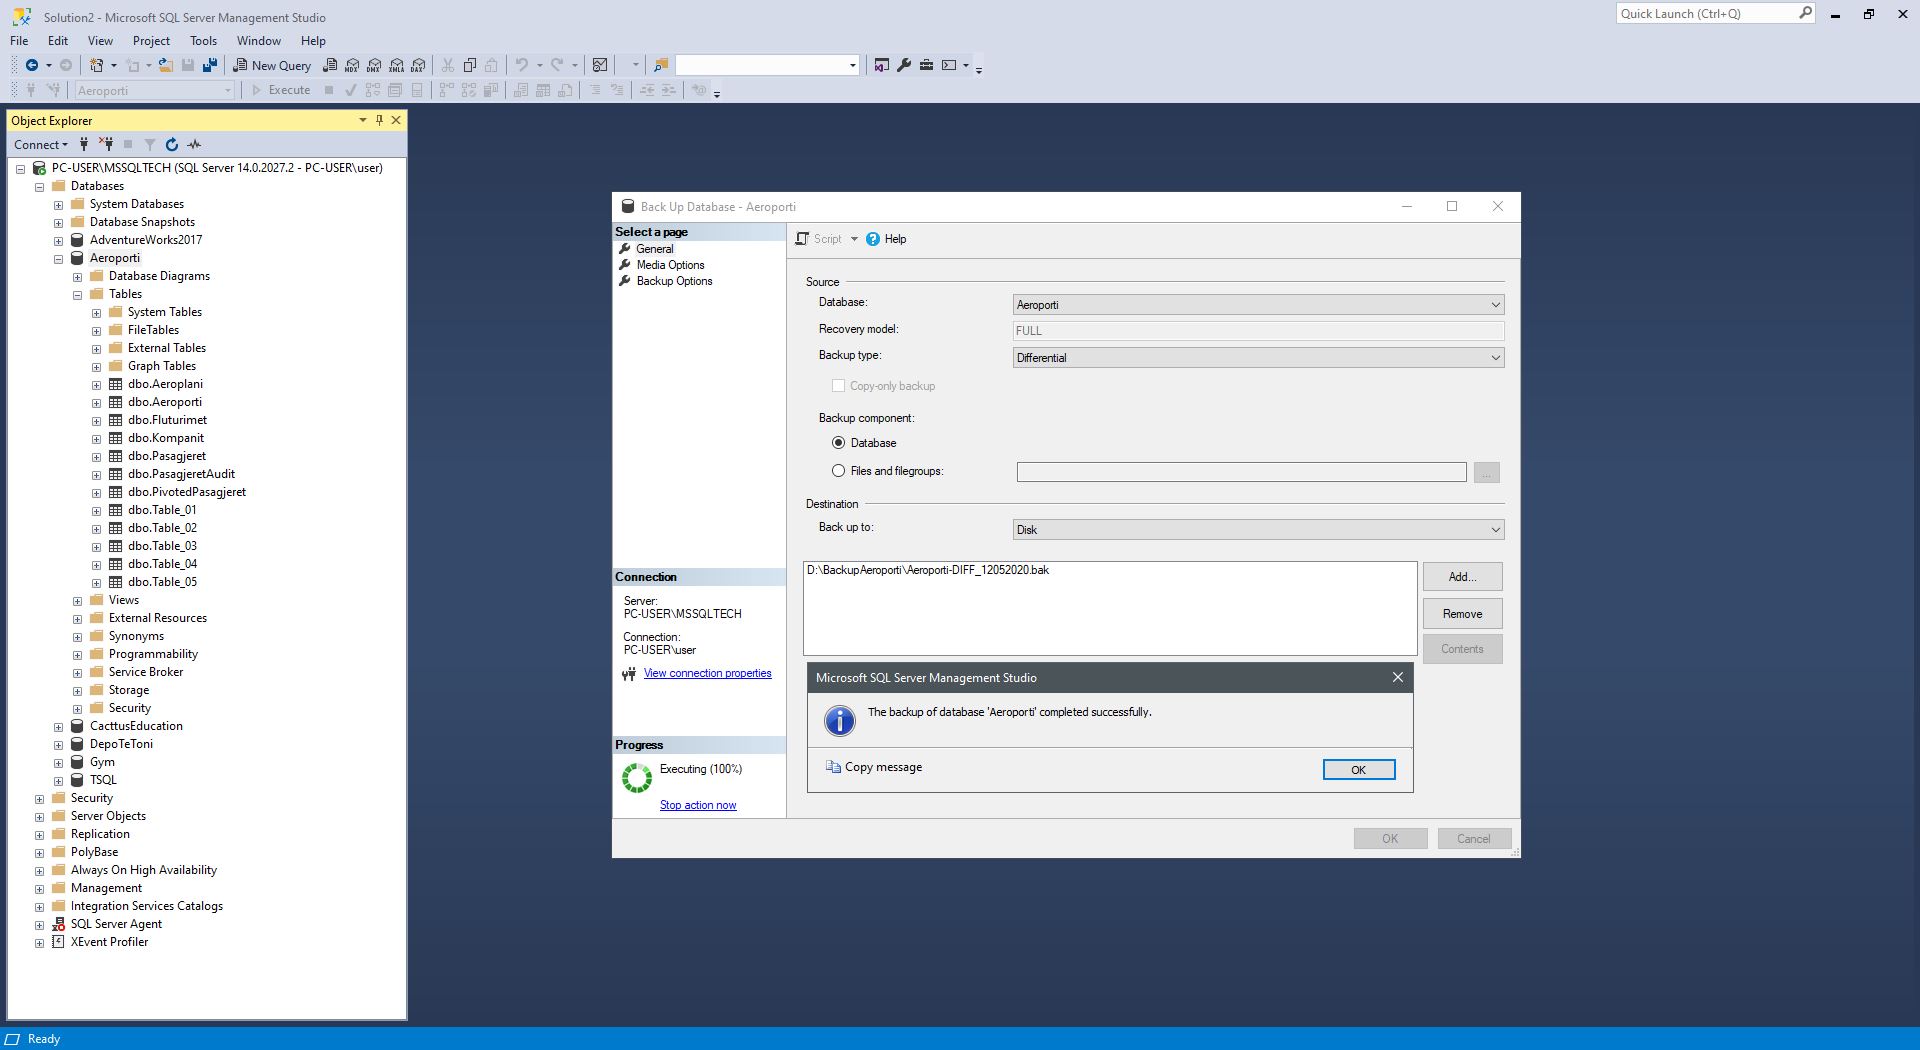 Solution2 - Microsoft SQL Server Management Studio
Quick Launch (Ctrl+Q)
File Edit View Project Tools Window Help
New Query
MDX DMX XMLA DAX
Aeroporti
Execute
Object Explorer
Connect
PC-USER\MSSQLTECH (SQL Server 14.0.2027.2 - PC-USER\user)
Databases
System Databases
Database Snapshots
AdventureWorks2017
Aeroporti
Database Diagrams
Tables
System Tables
FileTables
External Tables
Graph Tables
dbo.Aeroplani
dbo.Aeroporti
dbo.Fluturimet
dbo.Kompanit
dbo.Pasagjeret
dbo.PasagjeretAudit
dbo.PivotedPasagjeret
dbo.Table_01
dbo.Table_02
dbo.Table_03
dbo.Table_04
dbo.Table_05
Views
External Resources
Synonyms
Programmability
Service Broker
Storage
Security
CacttusEducation
DepoTeToni
Gym
TSQL
Security
Server Objects
Replication
PolyBase
Always On High Availability
Management
Integration Services Catalogs
SQL Server Agent
XEvent Profiler
Back Up Database - Aeroporti
Select a page
General
Media Options
Backup Options
Connection
Server:
PC-USER\MSSQLTECH
Connection:
PC-USER\user
View connection properties
Progress
Executing (100%)
Stop action now
Script Help
Source
Database: Aeroporti
Recovery model: FULL
Backup type: Differential
Copy-only backup
Backup component:
Database
Files and filegroups:
...
Destination
Back up to: Disk
D:\BackupAeroporti\Aeroporti-DIFF_12052020.bak
Add...
Remove
Contents
Microsoft SQL Server Management Studio
The backup of database 'Aeroporti' completed successfully.
Copy message
OK
OK Cancel
Ready